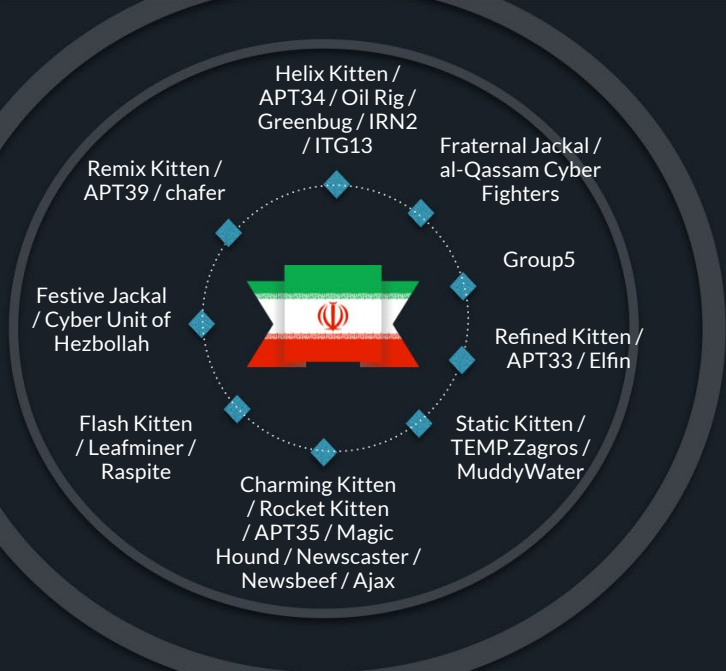 Helix Kitten /
APT34 / Oil Rig /
Greenbug / IRN2
/ ITG13
Fraternal Jackal /
al-Qassam Cyber
Fighters
Group5
Refined Kitten /
APT33 / Elfin
Static Kitten /
TEMP.Zagros /
MuddyWater
Charming Kitten
/ Rocket Kitten
/ APT35 / Magic
Hound / Newscaster /
Newsbeef / Ajax
Flash Kitten
/ Leafminer /
Raspite
Festive Jackal
/ Cyber Unit of
Hezbollah
Remix Kitten /
APT39 / chafer